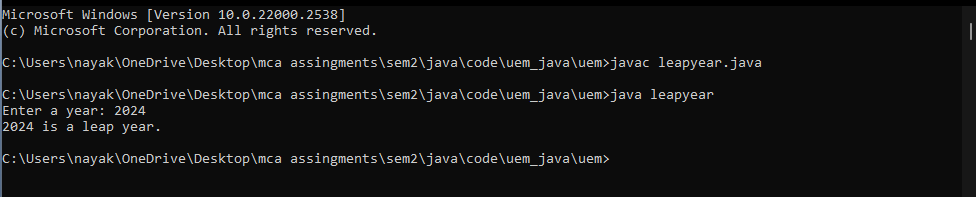 Microsoft Windows [Version 10.0.22000.2538]
(c) Microsoft Corporation. All rights reserved.
C:\Users\nayak\OneDrive\Desktop\mca assingments\sem2\java\code\uem_java\uem>javac leapyear.java
C:\Users\nayak\OneDrive\Desktop\mca assingments\sem2\java\code\uem_java\uem>java leapyear
Enter a year: 2024
2024 is a leap year.
C:\Users\nayak\OneDrive\Desktop\mca assingments\sem2\java\code\uem_java\uem>